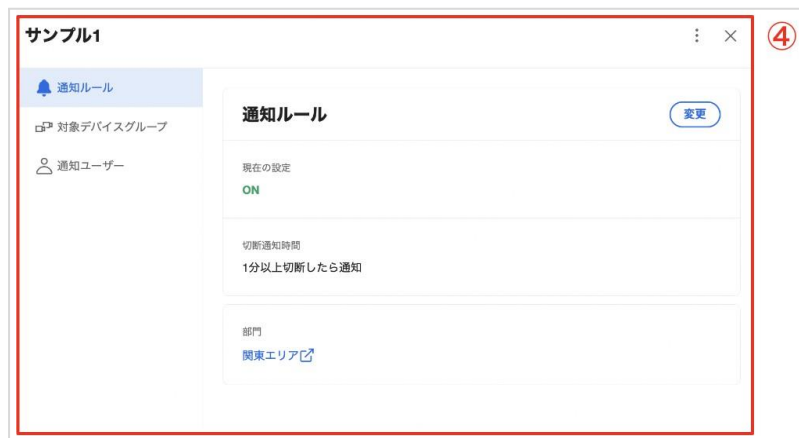 サンプル1
④
通知ルール
対象デバイスグループ
通知ユーザー
通知ルール
変更
現在の設定
ON
切断通知時間
1分以上切断したら通知
部門
関東エリア